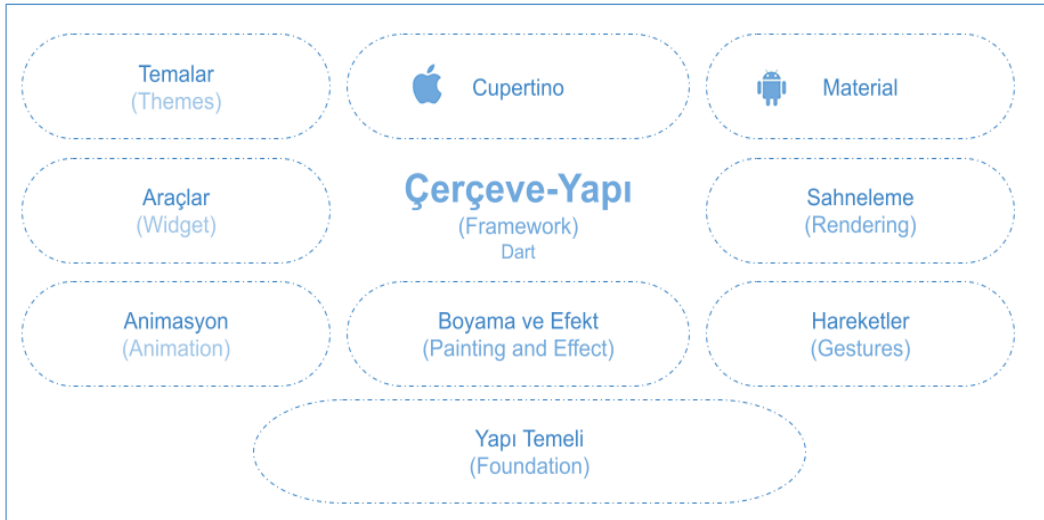 Temalar
(Themes)
Cupertino
Material
Araçlar
(Widget)
Çerçeve-Yapı
(Framework)
Dart
Sahneleme
(Rendering)
Animasyon
(Animation)
Boyama ve Efekt
(Painting and Effect)
Hareketler
(Gestures)
Yapı Temeli
(Foundation)